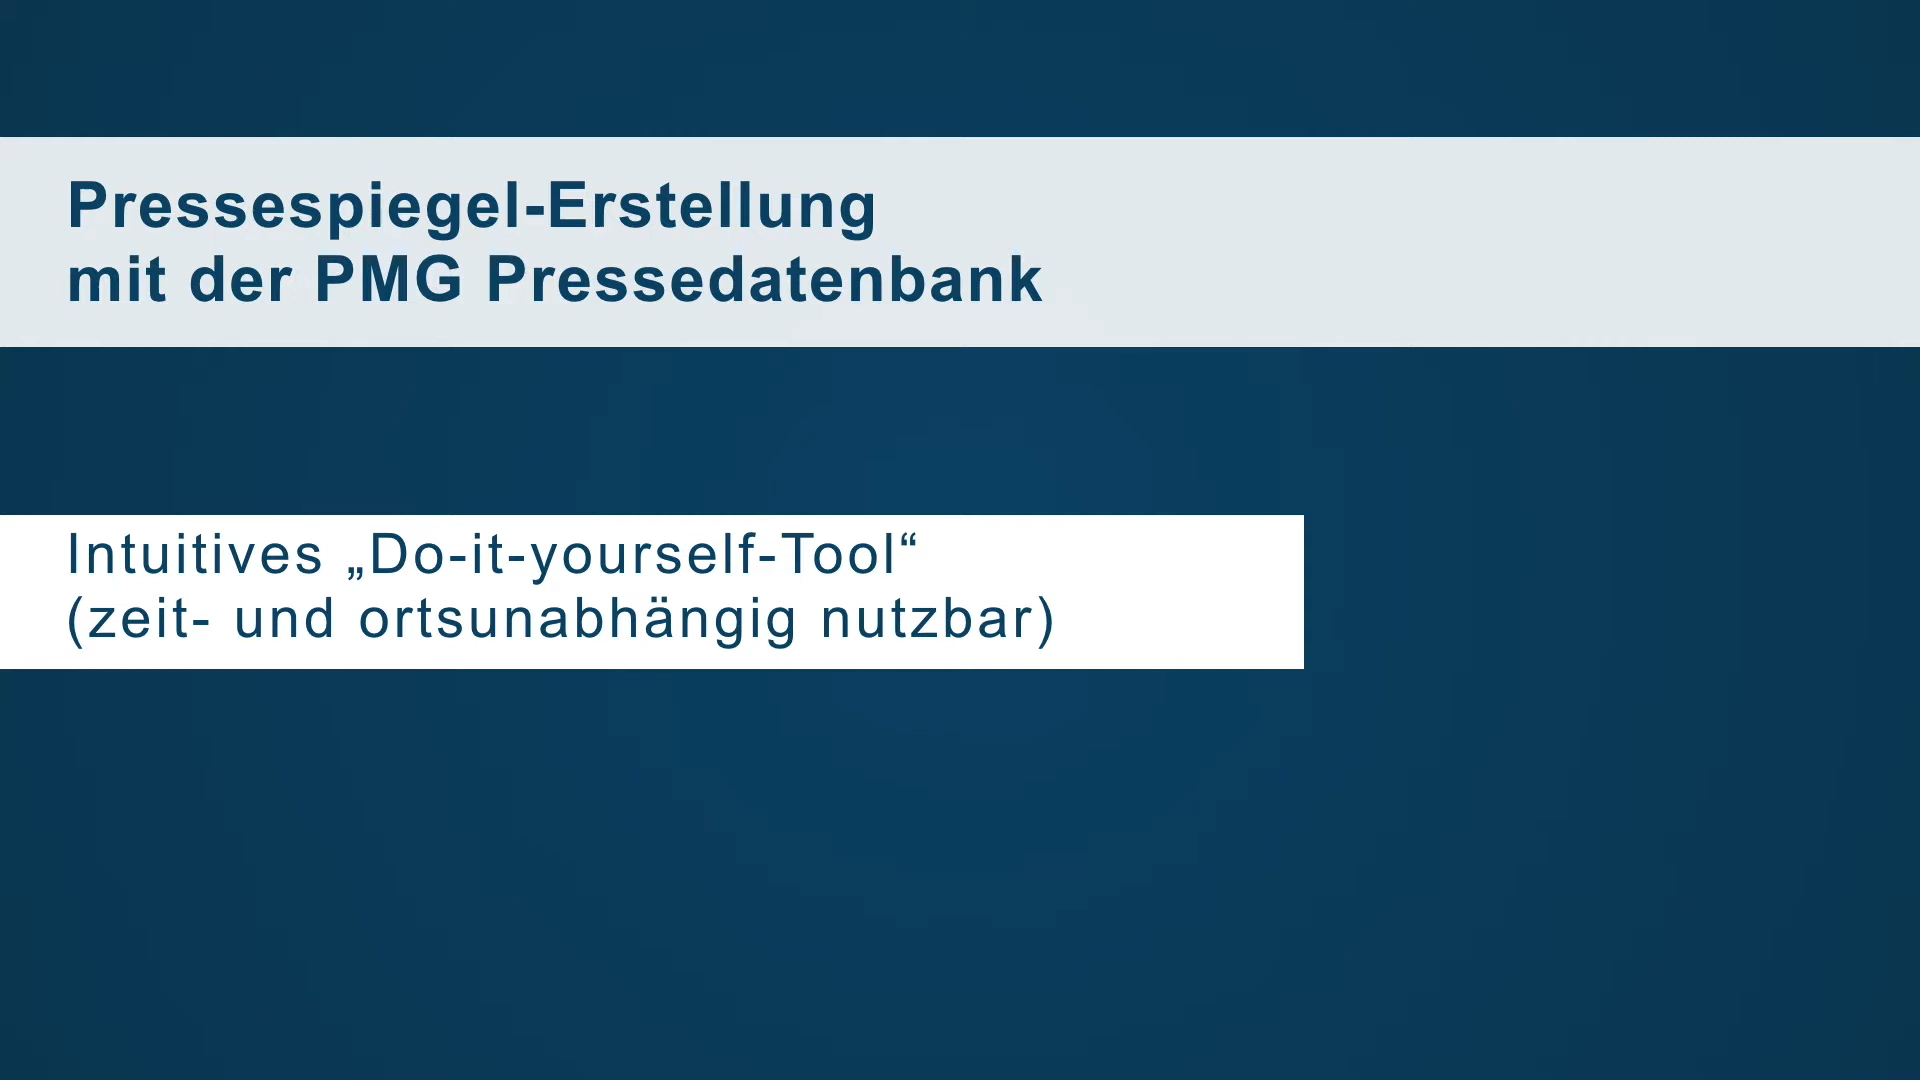 Pressespiegel-Erstellung
mit der PMG Pressedatenbank
Intuitives „Do-it-yourself-Tool“
(zeit- und ortsunabhängig nutzbar)